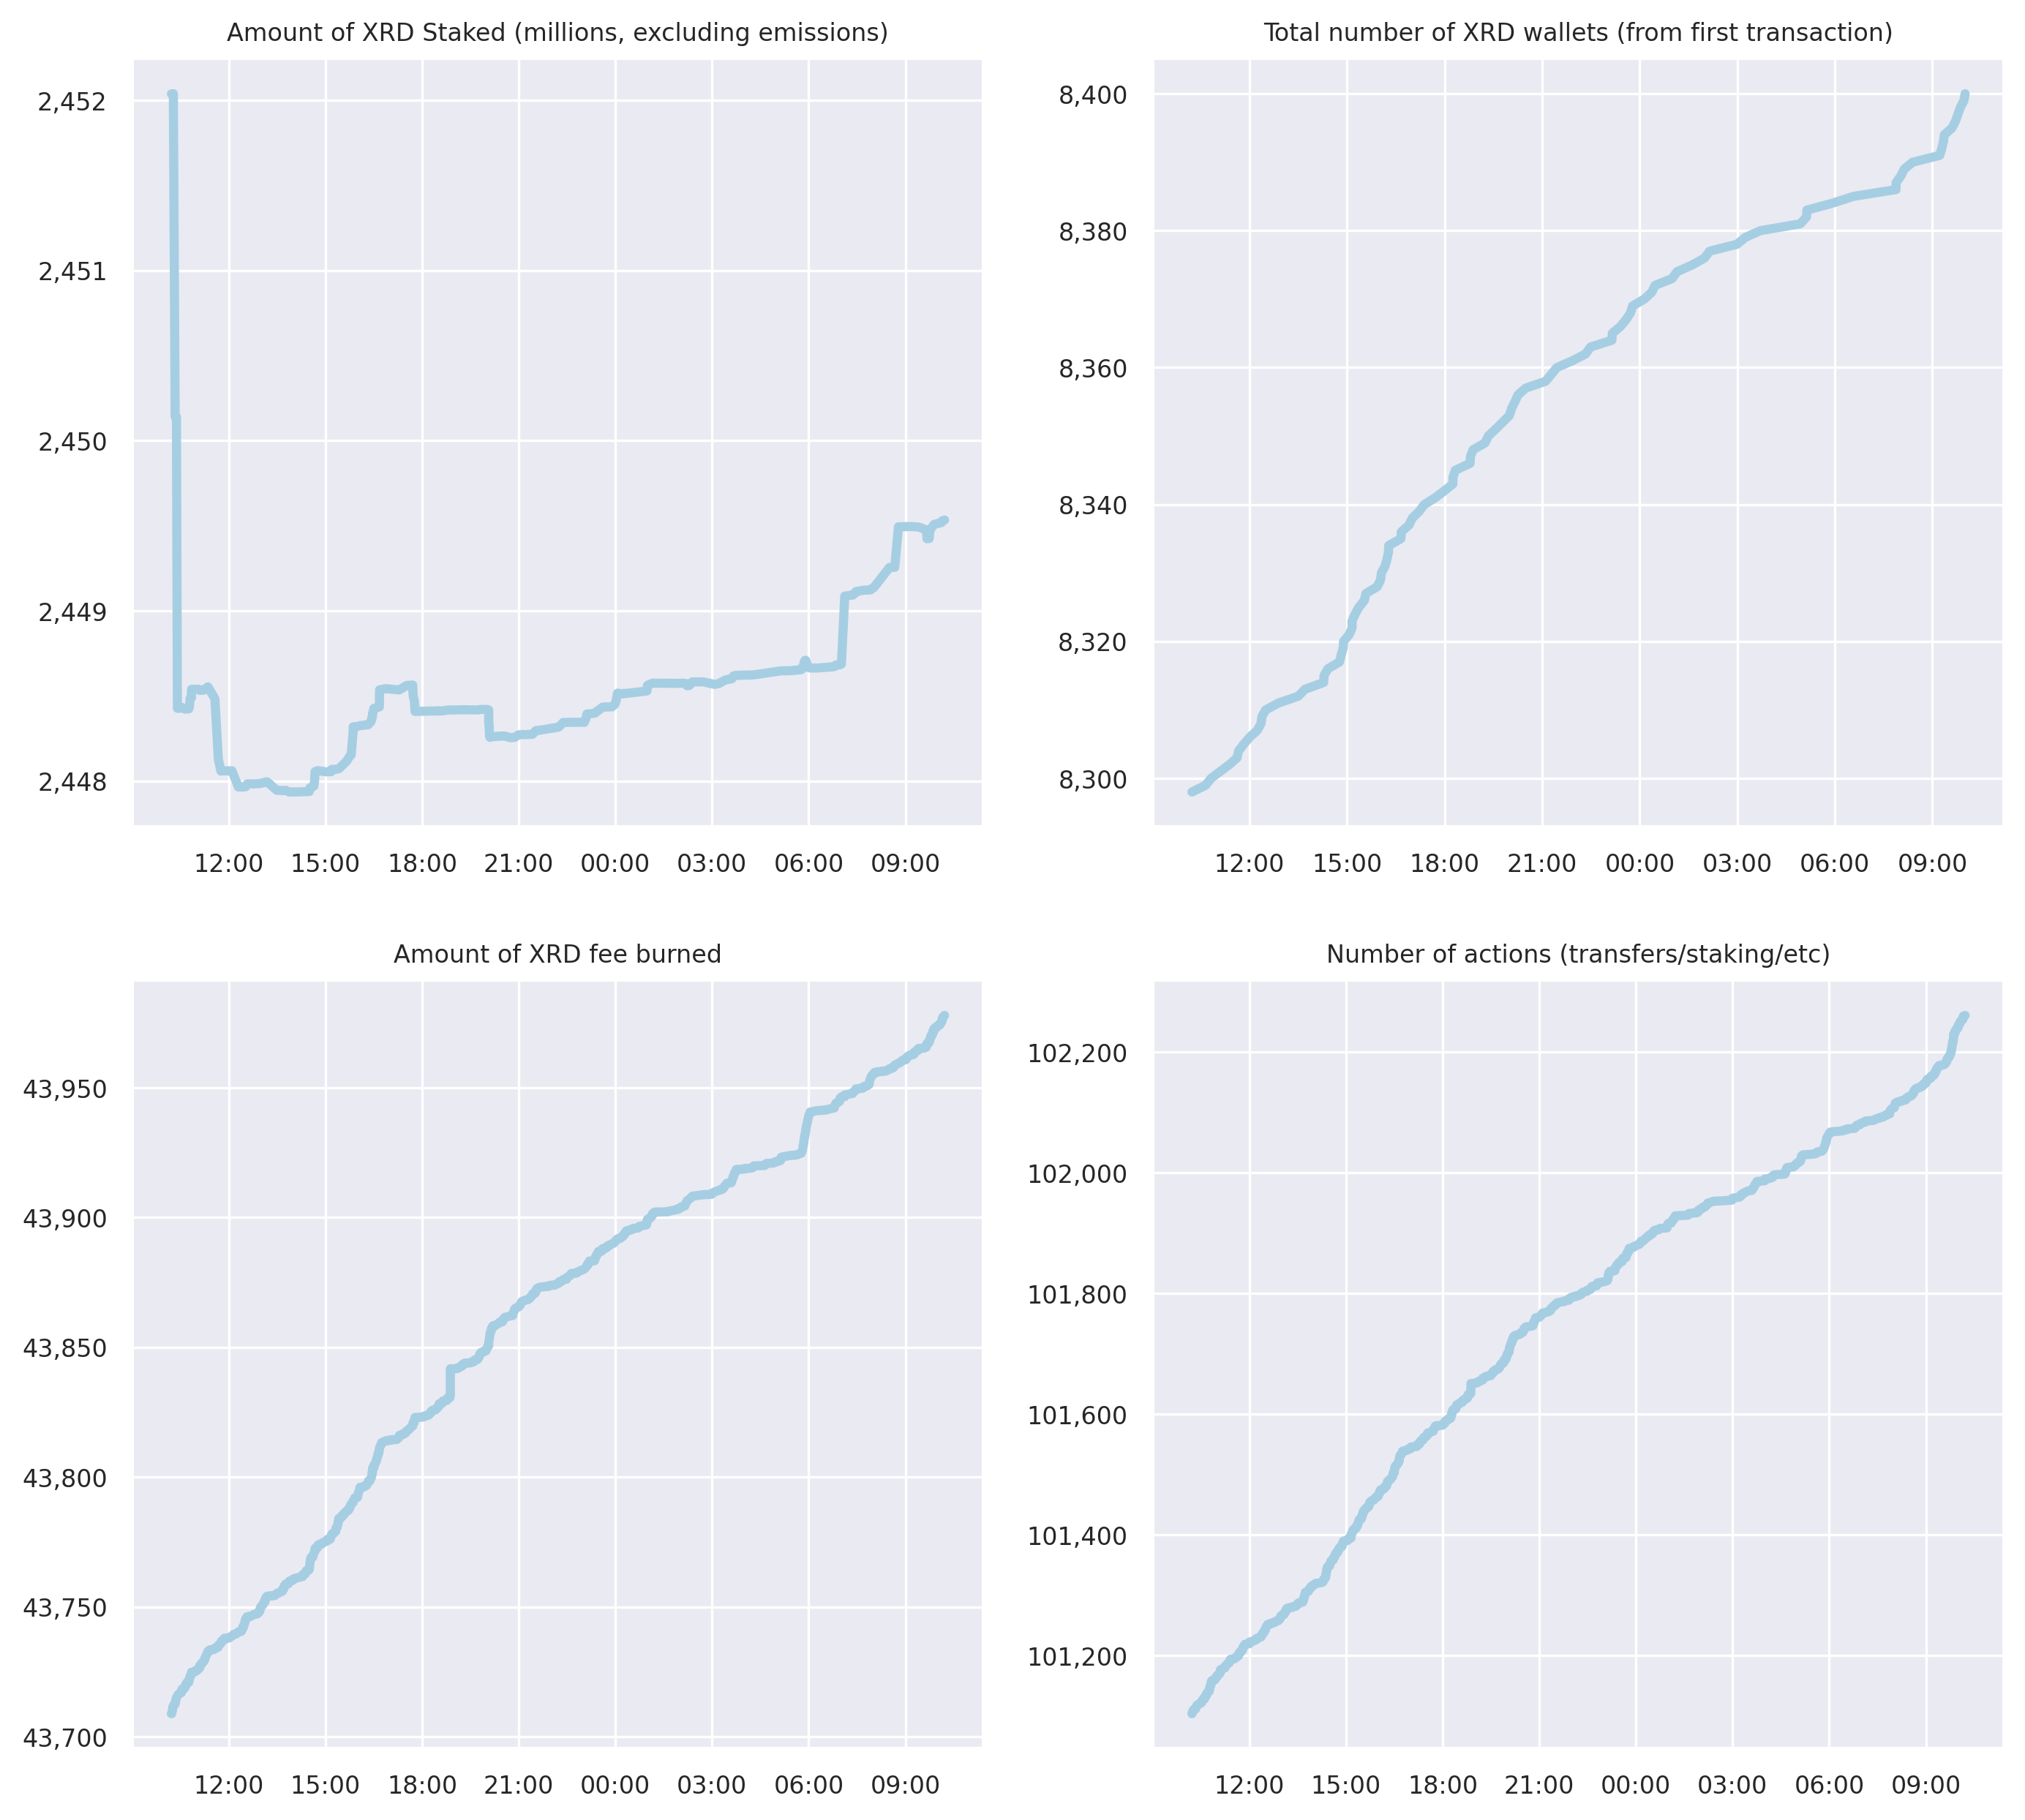 Amount of XRD Staked (millions, excluding emissions)
2,452
2,451
2,450
2,449
2,448
12:00 15:00 18:00 21:00 00:00 03:00 06:00 09:00
Total number of XRD wallets (from first transaction)
8,400
8,380
8,360
8,340
8,320
8,300
12:00 15:00 18:00 21:00 00:00 03:00 06:00 09:00
Amount of XRD fee burned
43,950
43,900
43,850
43,800
43,750
43,700
12:00 15:00 18:00 21:00 00:00 03:00 06:00 09:00
Number of actions (transfers/staking/etc)
102,200
102,000
101,800
101,600
101,400
101,200
12:00 15:00 18:00 21:00 00:00 03:00 06:00 09:00